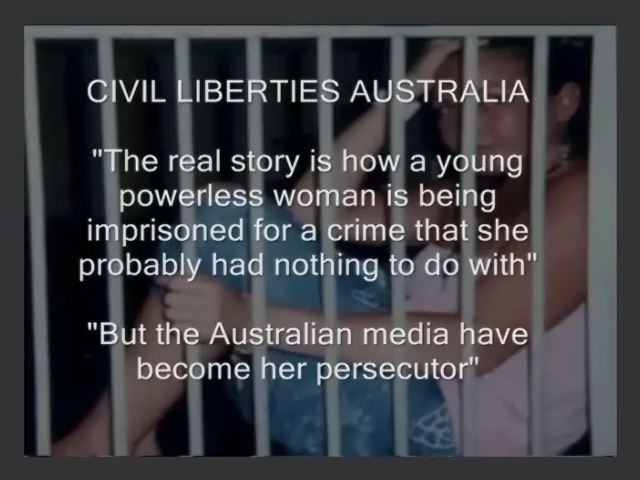 CIVIL LIBERTIES AUSTRALIA
"The real story is how a young
powerless woman is being
imprisoned for a crime that she
probably had nothing to do with"
"But the Australian media have
become her persecutor"